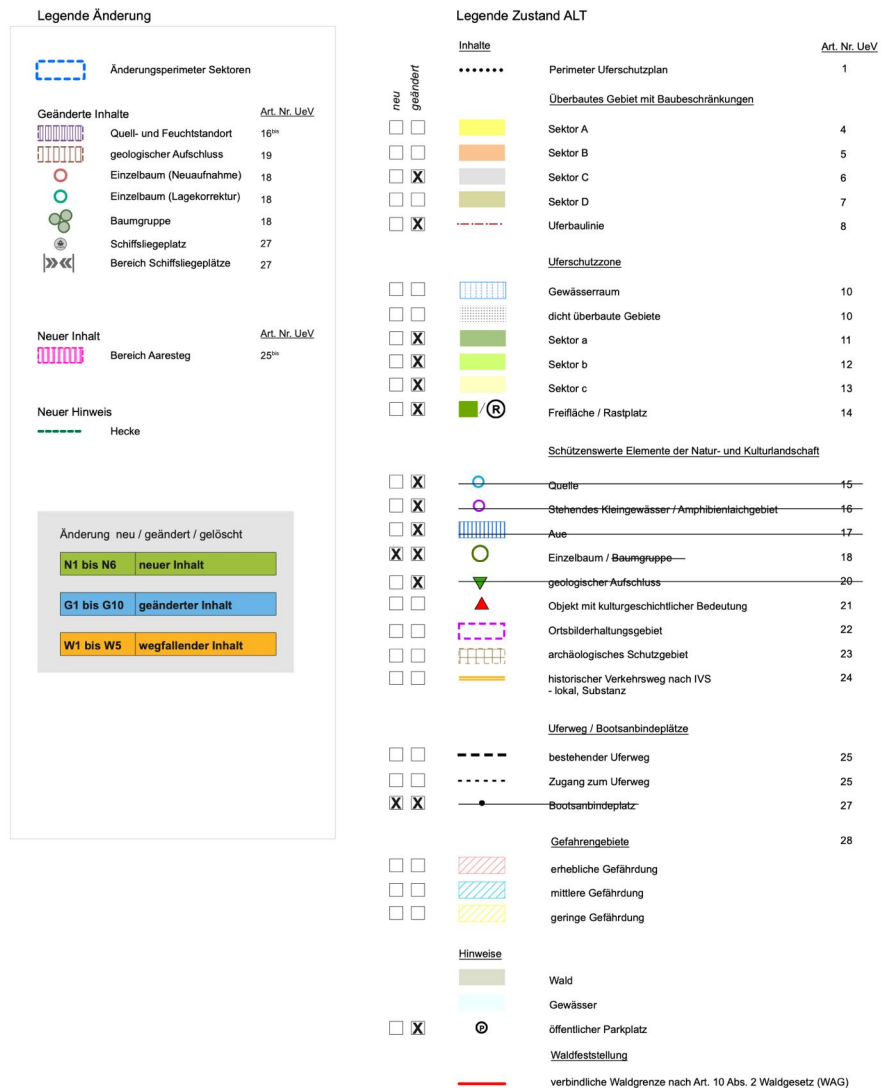 Legende Änderung
Änderungsperimeter Sektoren
Geänderte Inhalte Art. Nr. UeV
Quell- und Feuchtstandort 16bis
geologischer Aufschluss 19
Einzelbaum (Neuaufnahme) 18
Einzelbaum (Lagekorrektur) 18
Baumgruppe 18
Schiffsliegeplatz 27
Bereich Schiffsliegeplätze 27
Neuer Inhalt Art. Nr. UeV
Bereich Aaresteg 25bis
Neuer Hinweis
Hecke
Änderung neu / geändert / gelöscht
N1 bis N6 neuer Inhalt
G1 bis G10 geänderter Inhalt
W1 bis W5 wegfallender Inhalt
Legende Zustand ALT
Inhalte Art. Nr. UeV
neu
geändert
Perimeter Uferschutzplan 1
Überbautes Gebiet mit Baubeschränkungen
Sektor A 4
Sektor B 5
X Sektor C 6
Sektor D 7
X Uferbaulinie 8
Uferschutzzone
Gewässerraum 10
dicht überbaute Gebiete 10
X Sektor a 11
X Sektor b 12
X Sektor c 13
X / R Freifläche / Rastplatz 14
Schützenswerte Elemente der Natur- und Kulturlandschaft
X Quelle 15
X Stehendes Kleingewässer / Amphibienlaichgebiet 16
X Aue 17
X X Einzelbaum / Baumgruppe 18
X geologischer Aufschluss 20
Objekt mit kulturgeschichtlicher Bedeutung 21
Ortsbilderhaltungsgebiet 22
archäologisches Schutzgebiet 23
historischer Verkehrsweg nach IVS 24
- lokal, Substanz
Uferweg / Bootsanbindeplätze
bestehender Uferweg 25
Zugang zum Uferweg 25
X X Bootsanbindeplatz 27
Gefahrengebiete 28
erhebliche Gefährdung
mittlere Gefährdung
geringe Gefährdung
Hinweise
Wald
Gewässer
X P öffentlicher Parkplatz
Waldfeststellung
verbindliche Waldgrenze nach Art. 10 Abs. 2 Waldgesetz (WAG)